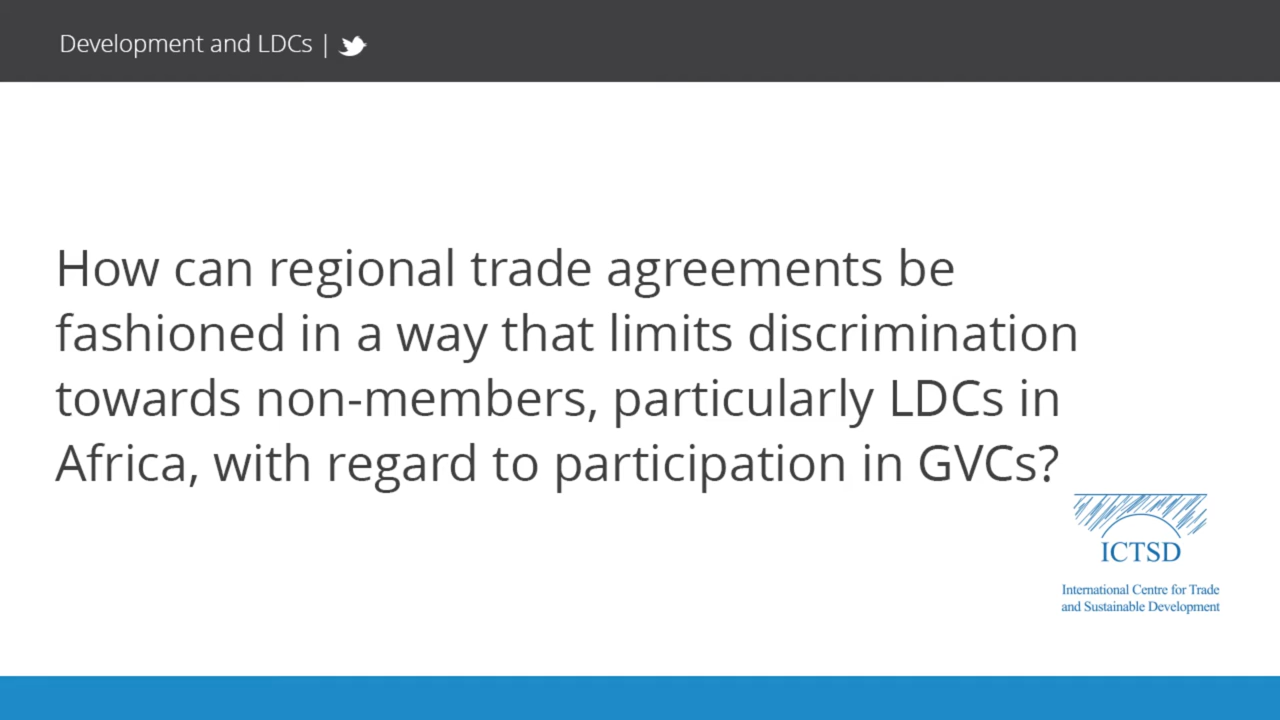 Development and LDCs |
How can regional trade agreements be
fashioned in a way that limits discrimination
towards non-members, particularly LDCs in
Africa, with regard to participation in GVCs?
ICTSD
International Centre for Trade
and Sustainable Development